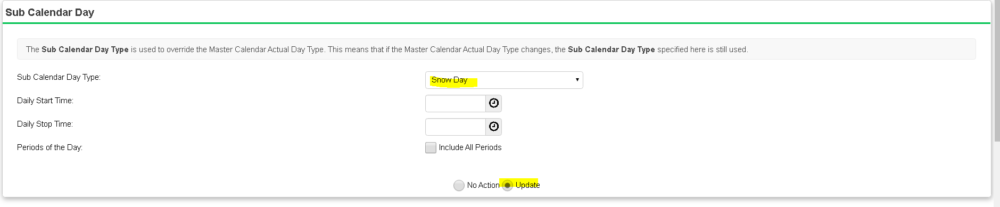 Sub Calendar Day
The Sub Calendar Day Type is used to override the Master Calendar Actual Day Type. This means that if the Master Calendar Actual Day Type changes, the Sub Calendar Day Type specified here is still used.
Sub Calendar Day Type:
Snow Day
Daily Start Time:
Daily Stop Time:
Periods of the Day:
Include All Periods
No Action Update